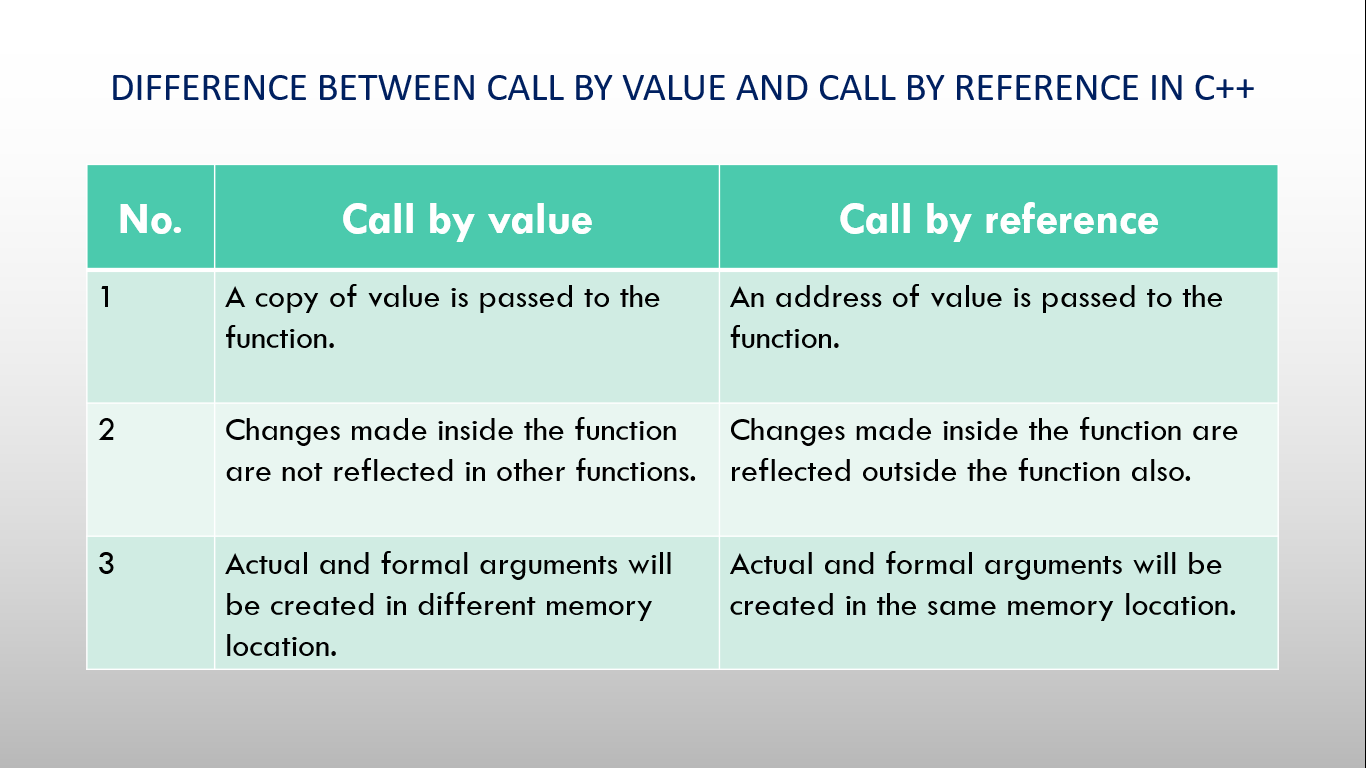 DIFFERENCE BETWEEN CALL BY VALUE AND CALL BY REFERENCE IN C++
No. Call by value Call by reference
1
A copy of value is passed to the
function.
An address of value is passed to the
function.
2
Changes made inside the function
are not reflected in other functions.
Changes made inside the function are
reflected outside the function also.
3
Actual and formal arguments will
be created in different memory
location.
Actual and formal arguments will be
created in the same memory location.